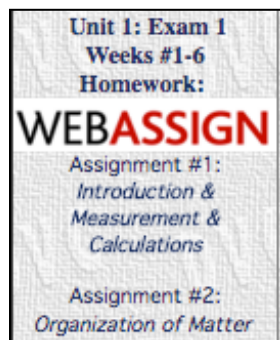 Unit 1: Exam 1
Weeks #1-6
Homework:
WEBASSIGN
Assignment #1:
Introduction &
Measurement &
Calculations
Assignment #2:
Organization of Matter